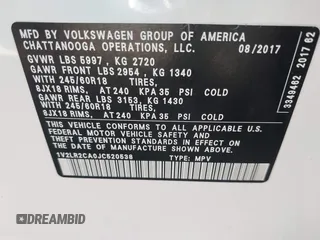 MFD BY VOLKSWAGEN GROUP OF AMERICA
CHATTANOOGA OPERATIONS, LLC. 08/2017
GVWR LBS 5997 , KG 2720
GAWR FRONT LBS 2954 , KG 1340
WITH 245/60R18 TIRES,
8JX18 RIMS, AT 240 KPA 35 PSI COLD
GAWR REAR LBS 3153, KG 1430
WITH 245/60R18 TIRES,
8JX18 RIMS, AT 240 KPA 35 PSI COLD
THIS VEHICLE CONFORMS TO ALL APPLICABLE
FEDERAL MOTOR VEHICLE SAFETY AND
THEFT PREVENTION STANDARDS IN EFFECT
ON THE DATE OF MANUFACTURE SHOWN ABOVE
1V2LR2CA0JC520538 TYPE: MPV
3349462 2017 62
@DREAMBID